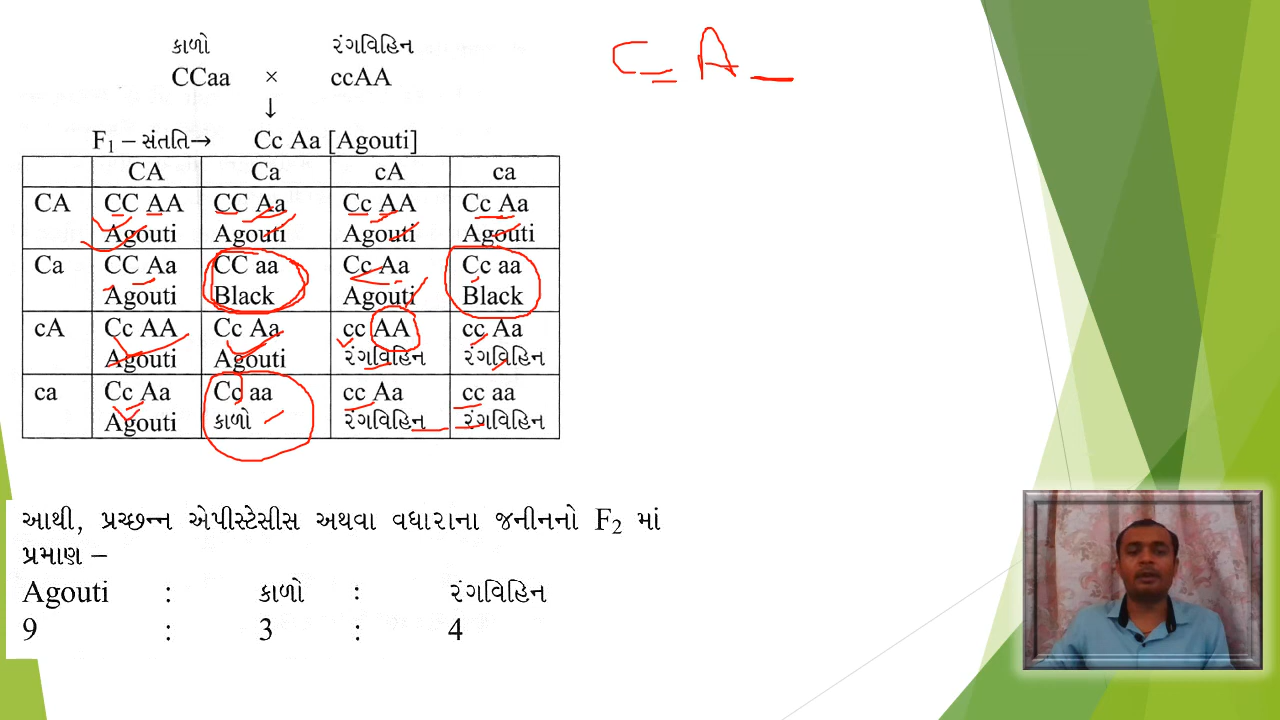 કાળો રંગવિહિન
CCaa × ccAA
↓
F₁ – સંતતિ→ Cc Aa [Agouti]
CA Ca cA ca
CA CC AA CC Aa Cc AA Cc Aa
Agouti Agouti Agouti Agouti
Ca CC Aa CC aa Cc Aa Cc aa
Agouti Black Agouti Black
cA Cc AA Cc Aa cc AA cc Aa
Agouti Agouti રંગવિહિન રંગવિહિન
ca Cc Aa Cc aa cc Aa cc aa
Agouti કાળો રંગવિહિન રંગવિહિન
આથી, પ્રચ્છન્ન એપીસ્ટેસીસ અથવા વધારાના જનીનનો F₂ માં
પ્રમાણ –
Agouti : કાળો : રંગવિહિન
9 : 3 : 4
C_ A_